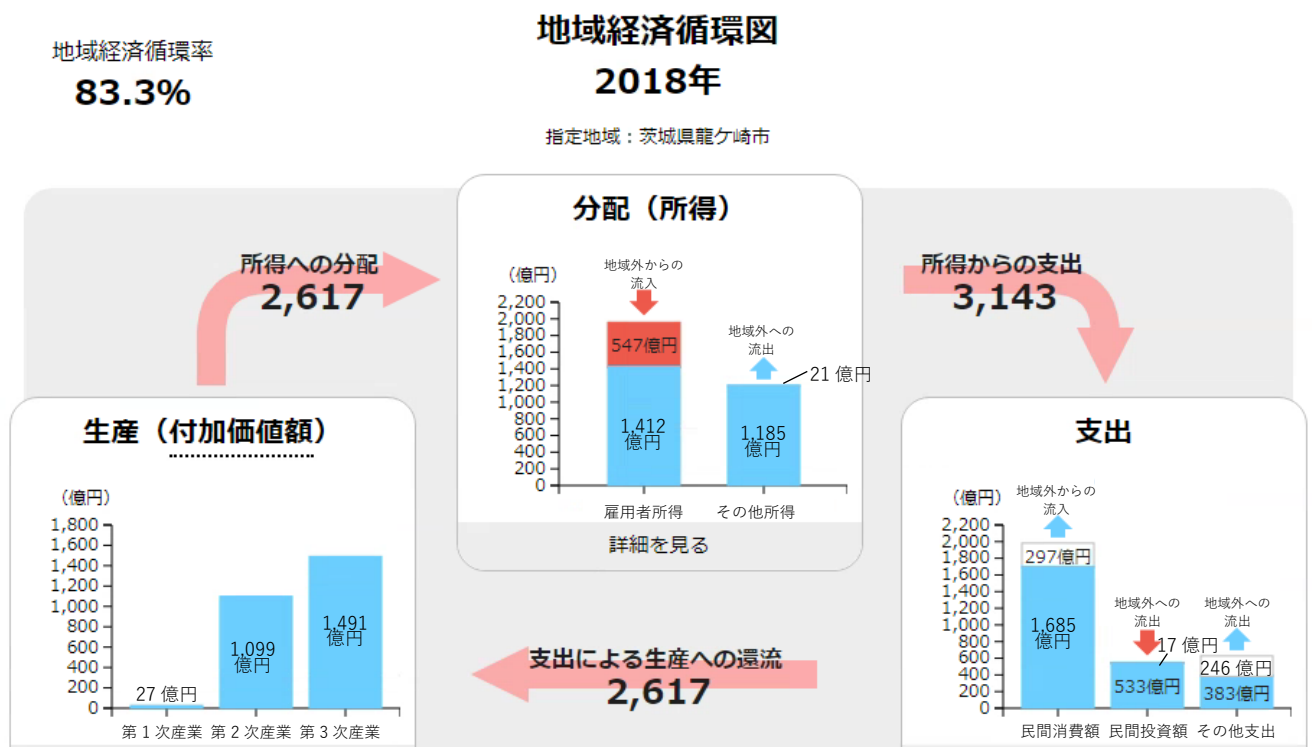 地域経済循環率
83.3%
地域経済循環図
2018年
指定地域：茨城県龍ケ崎市
所得への分配
2,617
分配（所得）
（億円）
地域外からの
流入
地域外への
流出
2,200
2,000
1,800
1,600
1,400
1,200
1,000
800
600
400
200
0
547億円
1,412
億円
21 億円
1,185
億円
雇用者所得 その他所得
詳細を見る
所得からの支出
3,143
生産（付加価値額）
（億円）
1,800
1,600
1,400
1,200
1,000
800
600
400
200
0
27 億円
1,099
億円
1,491
億円
第１次産業 第２次産業 第３次産業
支出による生産への還流
2,617
支出
（億円）
地域外からの
流入
2,200
2,000
1,800
1,600
1,400
1,200
1,000
800
600
400
200
0
297億円
1,685
億円
地域外への
流出
17 億円
533億円
地域外への
流出
246 億円
383億円
民間消費額 民間投資額 その他支出